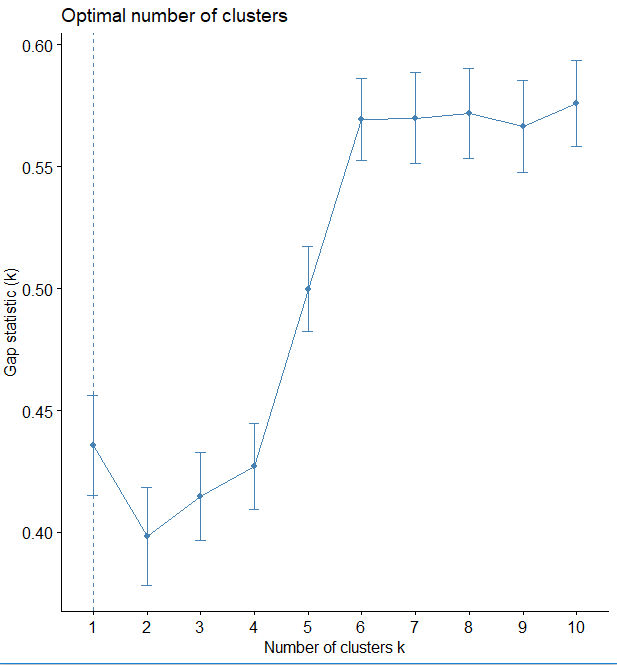 Optimal number of clusters
0.60
0.55
0.50
0.45
0.40
Gap statistic (k)
1 2 3 4 5 6 7 8 9 10
Number of clusters k